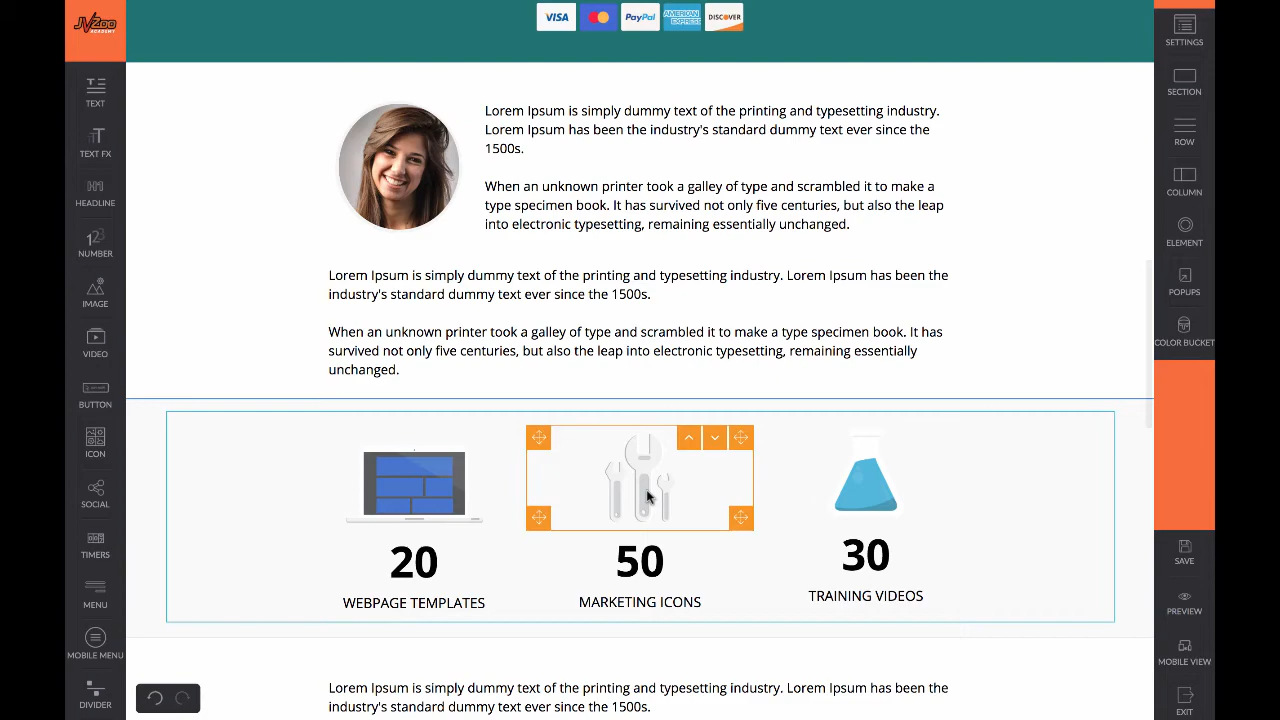 JVZoo
ACADEMY
TEXT
TEXT FX
HEADLINE
123
NUMBER
IMAGE
VIDEO
BUTTON
ICON
SOCIAL
TIMERS
MENU
MOBILE MENU
DIVIDER
VISA
PayPal
AMERICAN EXPRESS
DISCOVER
Lorem Ipsum is simply dummy text of the printing and typesetting industry.
Lorem Ipsum has been the industry's standard dummy text ever since the
1500s.
When an unknown printer took a galley of type and scrambled it to make a
type specimen book. It has survived not only five centuries, but also the leap
into electronic typesetting, remaining essentially unchanged.
Lorem Ipsum is simply dummy text of the printing and typesetting industry. Lorem Ipsum has been the
industry's standard dummy text ever since the 1500s.
When an unknown printer took a galley of type and scrambled it to make a type specimen book. It has
survived not only five centuries, but also the leap into electronic typesetting, remaining essentially
unchanged.
20
WEBPAGE TEMPLATES
50
MARKETING ICONS
30
TRAINING VIDEOS
Lorem Ipsum is simply dummy text of the printing and typesetting industry. Lorem Ipsum has been the
industry's standard dummy text ever since the 1500s.
SETTINGS
SECTION
ROW
COLUMN
ELEMENT
POPUPS
COLOR BUCKET
SAVE
PREVIEW
MOBILE VIEW
EXIT